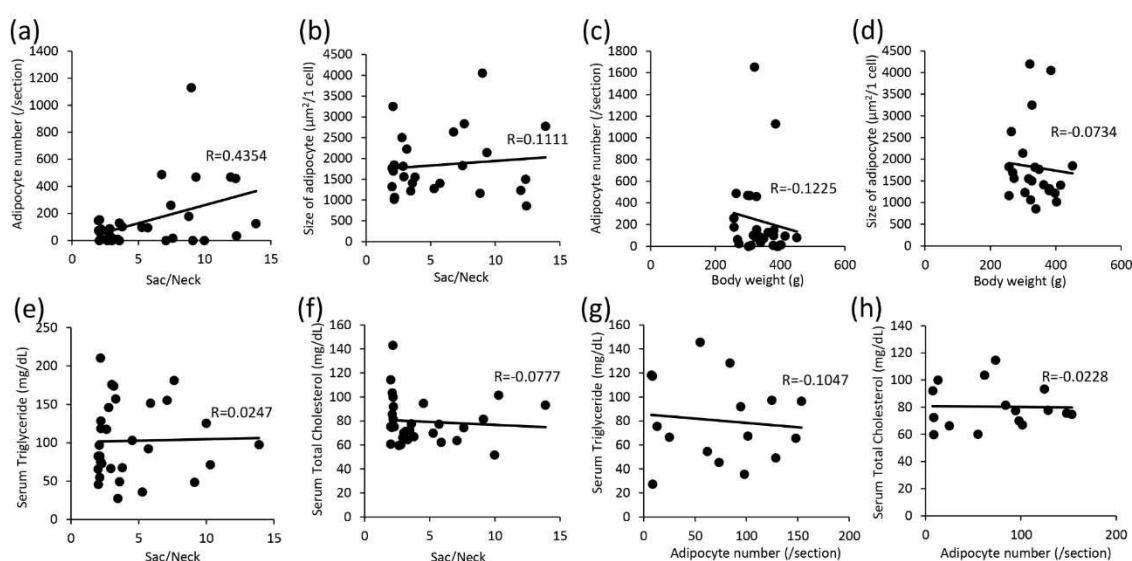 (a)
Adipocyte number (/section)
1400
1200
1000
800
600
400
200
0
0 5 10 15
Sac/Neck
R=0.4354
(b)
Size of adipocyte (μm²/1 cell)
4500
4000
3500
3000
2500
2000
1500
1000
500
0
0 5 10 15
Sac/Neck
R=0.1111
(c)
Adipocyte number (/section)
1800
1600
1400
1200
1000
800
600
400
200
0
0 200 400 600
Body weight (g)
R=-0.1225
(d)
Size of adipocyte (μm²/1 cell)
4500
4000
3500
3000
2500
2000
1500
1000
500
0
0 200 400 600
Body weight (g)
R=-0.0734
(e)
Serum Triglyceride (mg/dL)
250
200
150
100
50
0
0 5 10 15
Sac/Neck
R=0.0247
(f)
Serum Total Cholesterol (mg/dL)
160
140
120
100
80
60
40
20
0
0 5 10 15
Sac/Neck
R=-0.0777
(g)
Serum Triglyceride (mg/dL)
160
140
120
100
80
60
40
20
0
0 50 100 150 200
Adipocyte number (/section)
R=-0.1047
(h)
Serum Total Cholesterol (mg/dL)
140
120
100
80
60
40
20
0
0 100 200
Adipocyte number (/section)
R=-0.0228